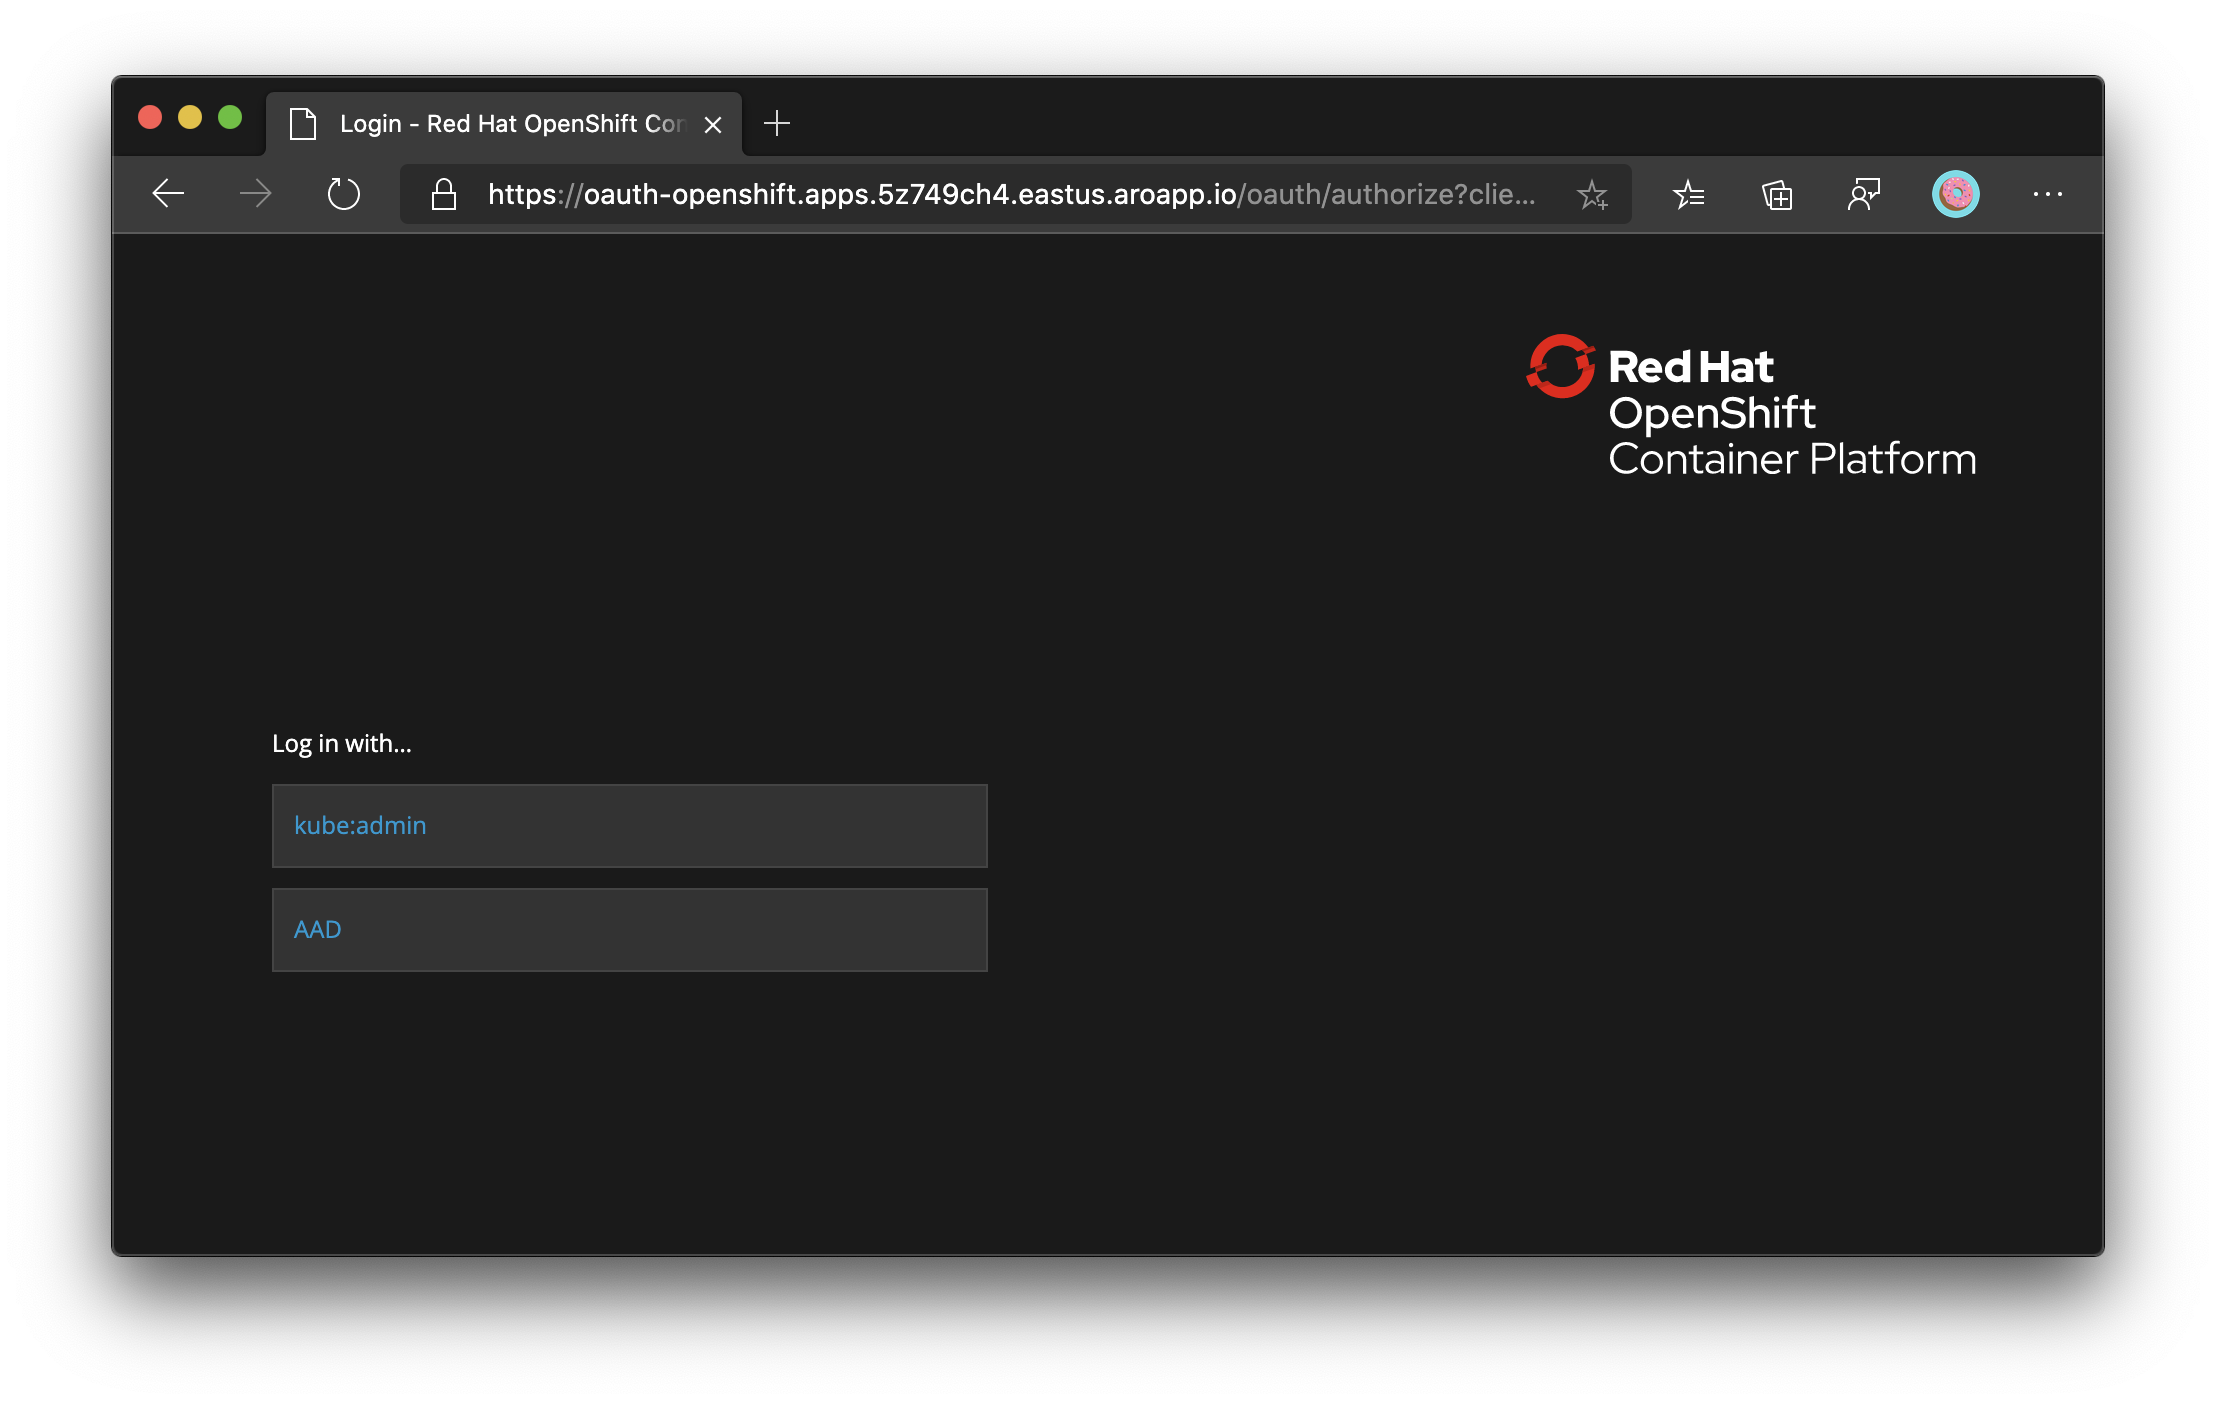 Login - Red Hat OpenShift Con
https://oauth-openshift.apps.5z749ch4.eastus.aroapp.io/oauth/authorize?clie...
Red Hat
OpenShift
Container Platform
Log in with...
kube:admin
AAD